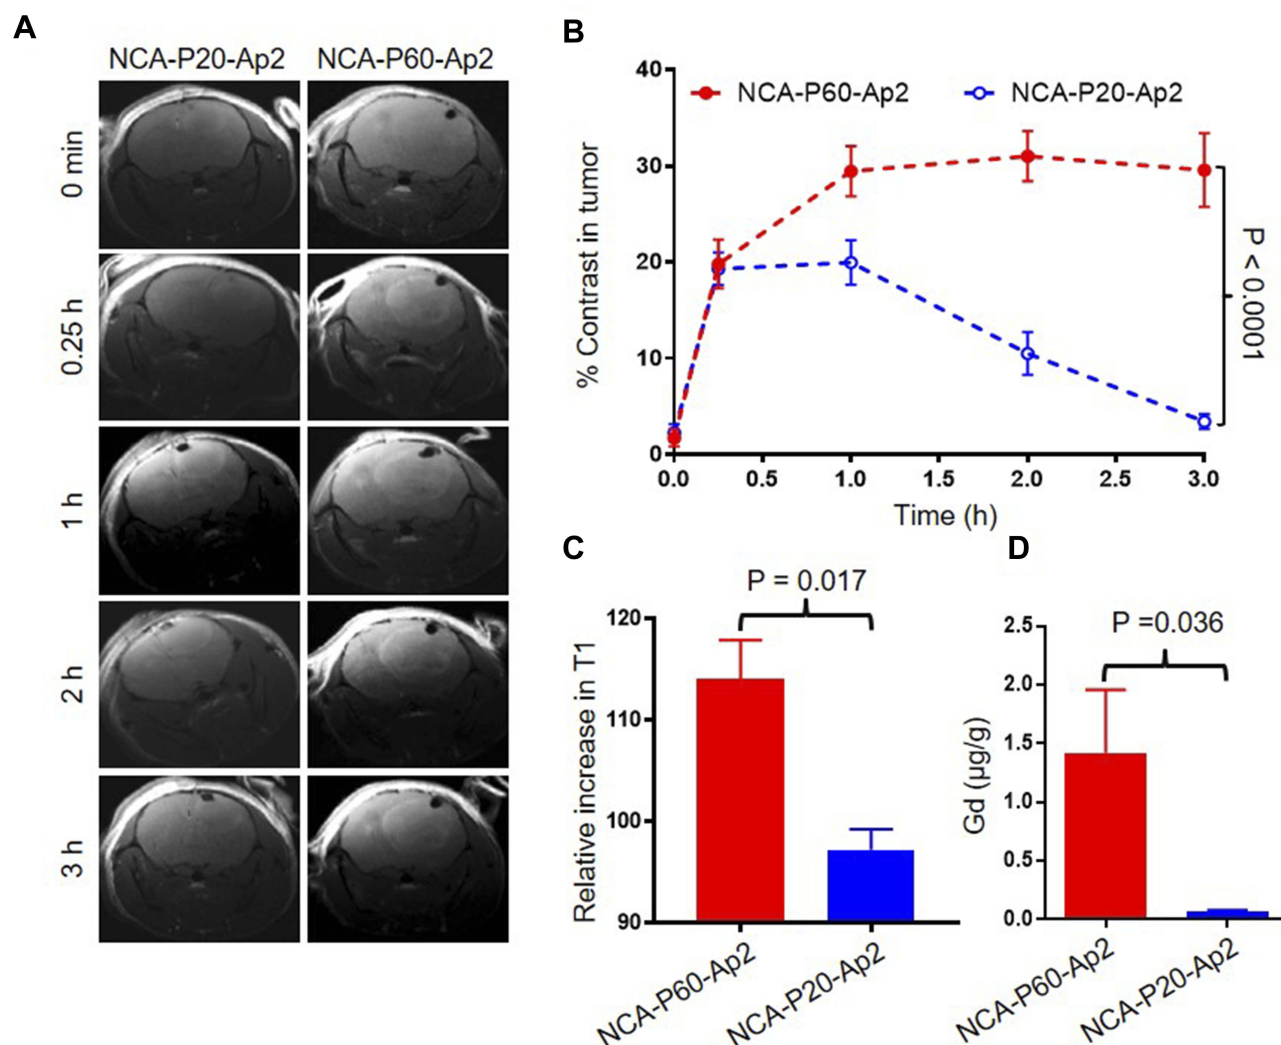 A
NCA-P20-Ap2
NCA-P60-Ap2
0 min
0.25 h
1 h
2 h
3 h
B
NCA-P60-Ap2
NCA-P20-Ap2
40
30
20
10
0
% Contrast in tumor
0.0
0.5
1.0
1.5
2.0
2.5
3.0
Time (h)
P < 0.0001
C
P = 0.017
120
110
100
90
Relative increase in T1
NCA-P60-Ap2
NCA-P20-Ap2
D
P =0.036
2.5
2.0
1.5
1.0
0.5
0.0
Gd (µg/g)
NCA-P60-Ap2
NCA-P20-Ap2